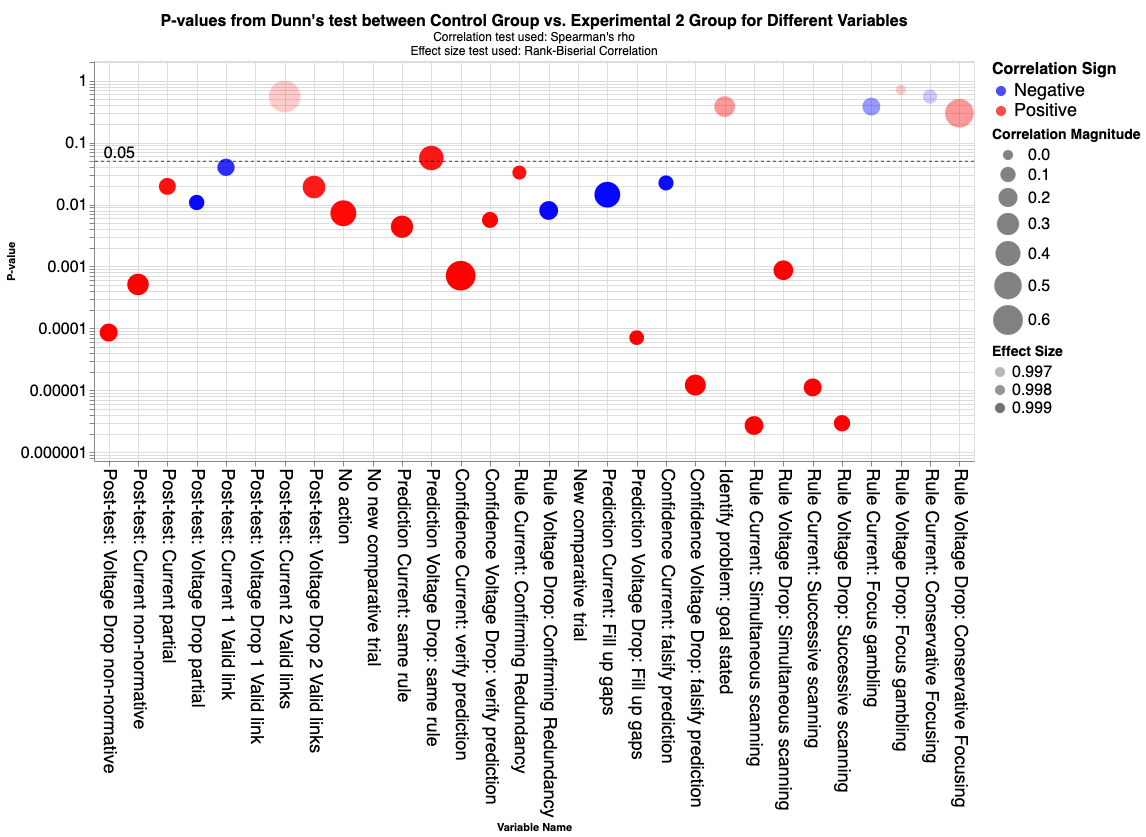 P-values from Dunn's test between Control Group vs. Experimental 2 Group for Different Variables
Correlation test used: Spearman's rho
Effect size test used: Rank-Biserial Correlation
1
0.1
0.05
0.01
0.001
0.0001
0.00001
0.000001
P-value
Post-test: Voltage Drop non-normative
Post-test: Current non-normative
Post-test: Current partial
Post-test: Voltage Drop partial
Post-test: Current 1 Valid link
Post-test: Voltage Drop 1 Valid link
Post-test: Current 2 Valid links
Post-test: Voltage Drop 2 Valid links
No action
No new comparative trial
Prediction Current: same rule
Prediction Voltage Drop: same rule
Confidence Current: verify prediction
Confidence Voltage Drop: verify prediction
Rule Current: Confirming Redundancy
Rule Voltage Drop: Confirming Redundancy
New comparative trial
Prediction Current: Fill up gaps
Prediction Voltage Drop: Fill up gaps
Confidence Current: falsify prediction
Confidence Voltage Drop: falsify prediction
Identify problem: goal stated
Rule Current: Simultaneous scanning
Rule Voltage Drop: Simultaneous scanning
Rule Current: Successive scanning
Rule Voltage Drop: Successive scanning
Rule Current: Focus gambling
Rule Voltage Drop: Focus gambling
Rule Current: Conservative Focusing
Rule Voltage Drop: Conservative Focusing
Variable Name
Correlation Sign
Negative
Positive
Correlation Magnitude
0.0
0.1
0.2
0.3
0.4
0.5
0.6
Effect Size
0.997
0.998
0.999